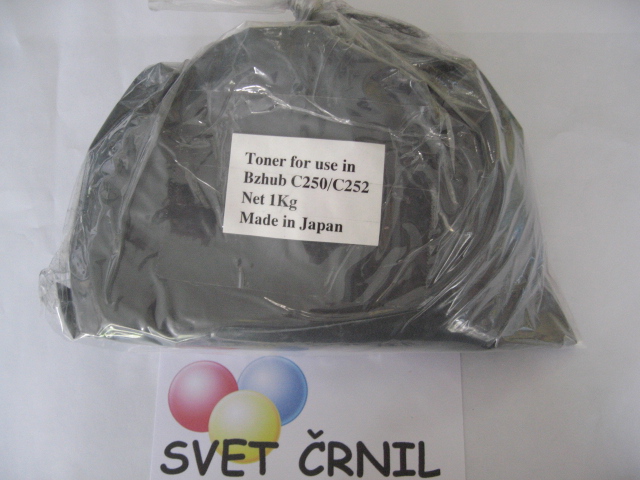 Toner for use in
Bzhub C250/C252
Net 1Kg
Made in Japan
SVET ČRNIL